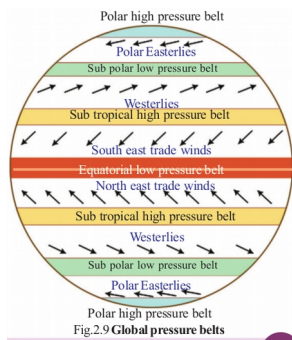 Polar high pressure belt
Polar Easterlies
Sub polar low pressure belt
Westerlies
Sub tropical high pressure belt
South east trade winds
Equatorial low pressure belt
North east trade winds
Sub tropical high pressure belt
Westerlies
Sub polar low pressure belt
Polar Easterlies
Polar high pressure belt
Fig.2.9 Global pressure belts